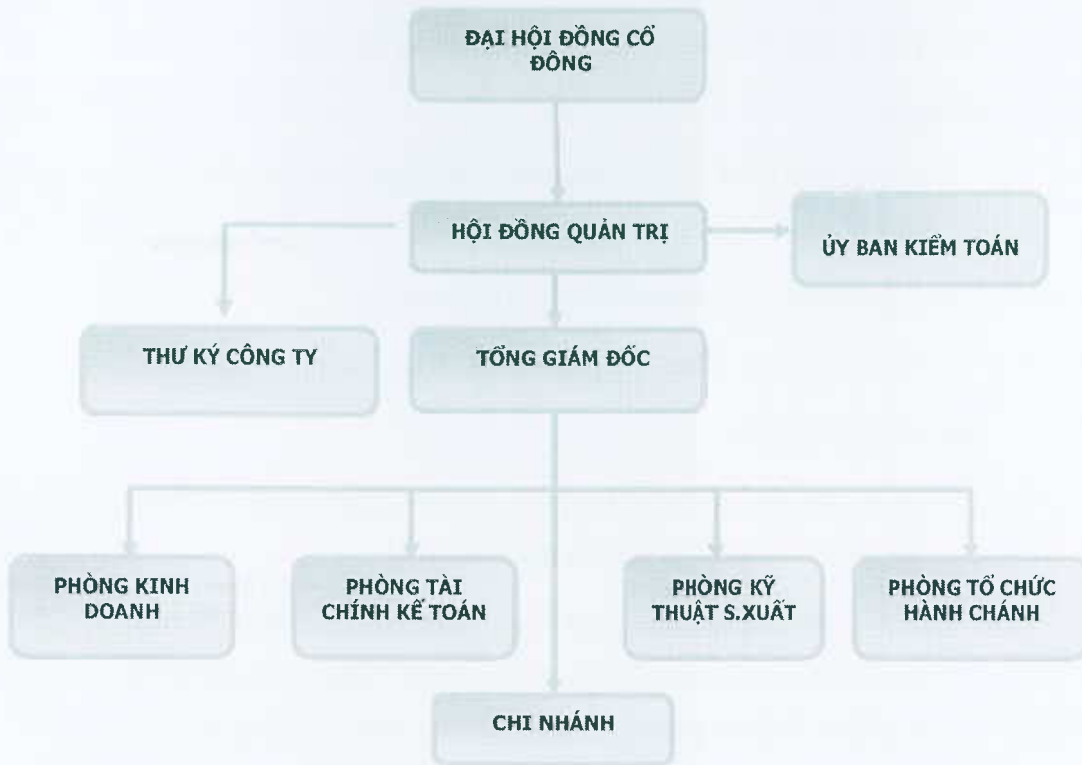 ĐẠI HỘI ĐỒNG CỔ
ĐÔNG
HỘI ĐỒNG QUẢN TRỊ
ỦY BAN KIỂM TOÁN
THƯ KÝ CÔNG TY
TỔNG GIÁM ĐỐC
PHÒNG KINH
DOANH
PHÒNG TÀI
CHÍNH KẾ TOÁN
PHÒNG KỸ
THUẬT S.XUẤT
PHÒNG TỔ CHỨC
HÀNH CHÁNH
CHI NHÁNH